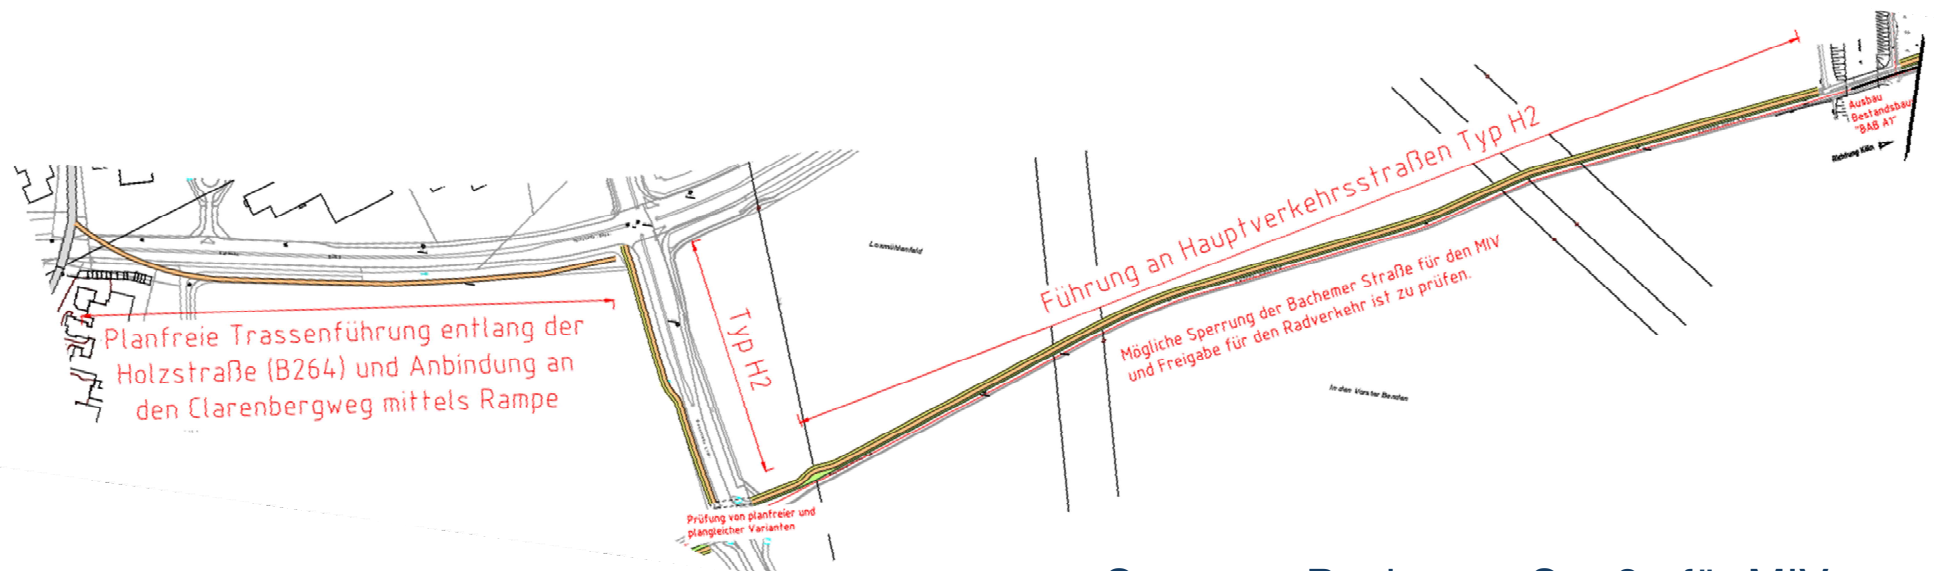 Planfreie Trassenführung entlang der
Holzstraße (B264) und Anbindung an
den Clarenbergweg mittels Rampe
Typ H2
Prüfung von planfreier und
plangleicher Varianten
Führung an Hauptverkehrsstraßen Typ H2
Mögliche Sperrung der Bachemer Straße für den MIV
und Freigabe für den Radverkehr ist zu prüfen.
In den Vorster Benden
Ausbau
Bestandsbau
"BAB A1"
Richtung Köln